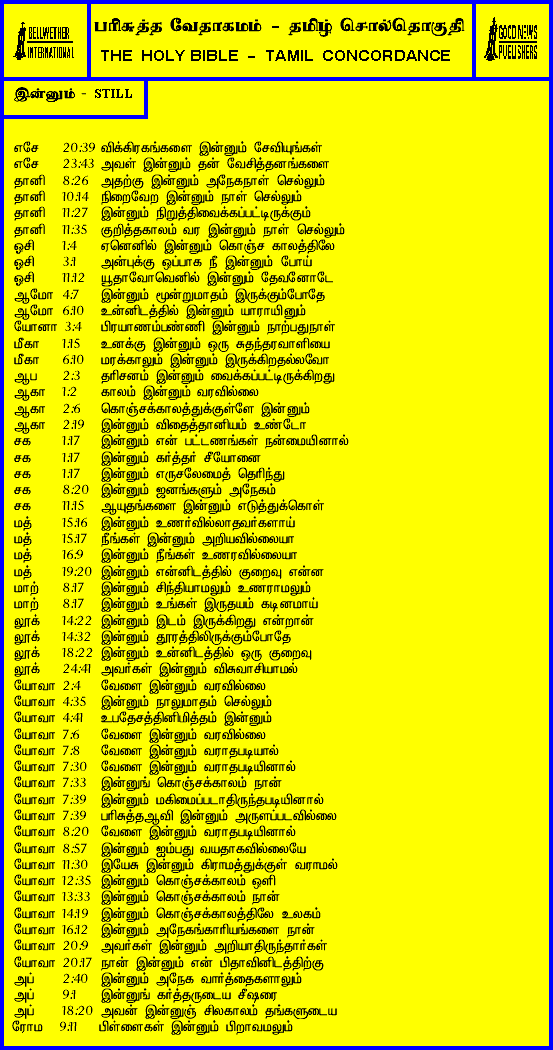 BELLWETHER INTERNATIONAL
பரிசுத்த வேதாகமம் - தமிழ் சொல்தொகுதி
THE HOLY BIBLE - TAMIL CONCORDANCE
GOOD NEWS PUBLISHERS
இன்னும் - STILL
எசே 20:39 விக்கிரகங்களை இன்னும் சேவியுங்கள்
எசே 23:43 அவள் இன்னும் தன் வேசித்தனங்களை
தானி 8:26 அதற்கு இன்னும் அநேகநாள் செல்லும்
தானி 10:14 நிறைவேற இன்னும் நாள் செல்லும்
தானி 11:27 இன்னும் நிறுத்திவைக்கப்பட்டிருக்கும்
தானி 11:35 குறித்தகாலம் வர இன்னும் நாள் செல்லும்
ஓசி 1:4 ஏனெனில் இன்னும் கொஞ்ச காலத்திலே
ஓசி 3:1 அன்புக்கு ஒப்பாக நீ இன்னும் போய்
ஓசி 11:12 யூதாவோவெனில் இன்னும் தேவனோடே
ஆமோ 4:7 இன்னும் மூன்றுமாதம் இருக்கும்போதே
ஆமோ 6:10 உன்னிடத்தில் இன்னும் யாராயினும்
யோனா 3:4 பிரயாணம்பண்ணி இன்னும் நாற்பதுநாள்
மீகா 1:15 உனக்கு இன்னும் ஒரு சுதந்தரவாளியை
மீகா 6:10 மரக்காலும் இன்னும் இருக்கிறதல்லவோ
ஆப 2:3 தரிசனம் இன்னும் வைக்கப்பட்டிருக்கிறது
ஆகா 1:2 காலம் இன்னும் வரவில்லை
ஆகா 2:6 கொஞ்சக்காலத்துக்குள்ளே இன்னும்
ஆகா 2:19 இன்னும் விதைத்தானியம் உண்டோ
சக 1:17 இன்னும் என் பட்டணங்கள் நன்மையினால்
சக 1:17 இன்னும் கர்த்தர் சீயோனை
சக 1:17 இன்னும் எருசலேமைத் தெரிந்து
சக 8:20 இன்னும் ஜனங்களும் அநேகம்
சக 11:15 ஆயுதங்களை இன்னும் எடுத்துக்கொள்
மத் 15:16 இன்னும் உணர்வில்லாதவர்களாய்
மத் 15:17 நீங்கள் இன்னும் அறியவில்லையா
மத் 16:9 இன்னும் நீங்கள் உணரவில்லையா
மத் 19:20 இன்னும் என்னிடத்தில் குறைவு என்ன
மாற் 8:17 இன்னும் சிந்தியாமலும் உணராமலும்
மாற் 8:17 இன்னும் உங்கள் இருதயம் கடினமாய்
லூக் 14:22 இன்னும் இடம் இருக்கிறது என்றான்
லூக் 14:32 இன்னும் தூரத்திலிருக்கும்போதே
லூக் 18:22 இன்னும் உன்னிடத்தில் ஒரு குறைவு
லூக் 24:41 அவர்கள் இன்னும் விசுவாசியாமல்
யோவா 2:4 வேளை இன்னும் வரவில்லை
யோவா 4:35 இன்னும் நாலுமாதம் செல்லும்
யோவா 4:41 உபதேசத்தினிமித்தம் இன்னும்
யோவா 7:6 வேளை இன்னும் வரவில்லை
யோவா 7:8 வேளை இன்னும் வராதபடியால்
யோவா 7:30 வேளை இன்னும் வராதபடியினால்
யோவா 7:33 இன்னுங் கொஞ்சக்காலம் நான்
யோவா 7:39 இன்னும் மகிமைப்படாதிருந்தபடியினால்
யோவா 7:39 பரிசுத்தஆவி இன்னும் அருளப்படவில்லை
யோவா 8:20 வேளை இன்னும் வராதபடியினால்
யோவா 8:57 இன்னும் ஐம்பது வயதாகவில்லையே
யோவா 11:30 இயேசு இன்னும் கிராமத்துக்குள் வராமல்
யோவா 12:35 இன்னும் கொஞ்சக்காலம் ஒளி
யோவா 13:33 இன்னும் கொஞ்சக்காலம் நான்
யோவா 14:19 இன்னும் கொஞ்சக்காலத்திலே உலகம்
யோவா 16:12 இன்னும் அநேகங்காரியங்களை நான்
யோவா 20:9 அவர்கள் இன்னும் அறியாதிருந்தார்கள்
யோவா 20:17 நான் இன்னும் என் பிதாவினிடத்திற்கு
அப் 2:40 இன்னும் அநேக வார்த்தைகளாலும்
அப் 9:1 இன்னுங் கர்த்தருடைய சீஷரை
அப் 18:20 அவன் இன்னுஞ் சிலகாலம் தங்களுடைய
ரோம 9:11 பிள்ளைகள் இன்னும் பிறவாமலும்